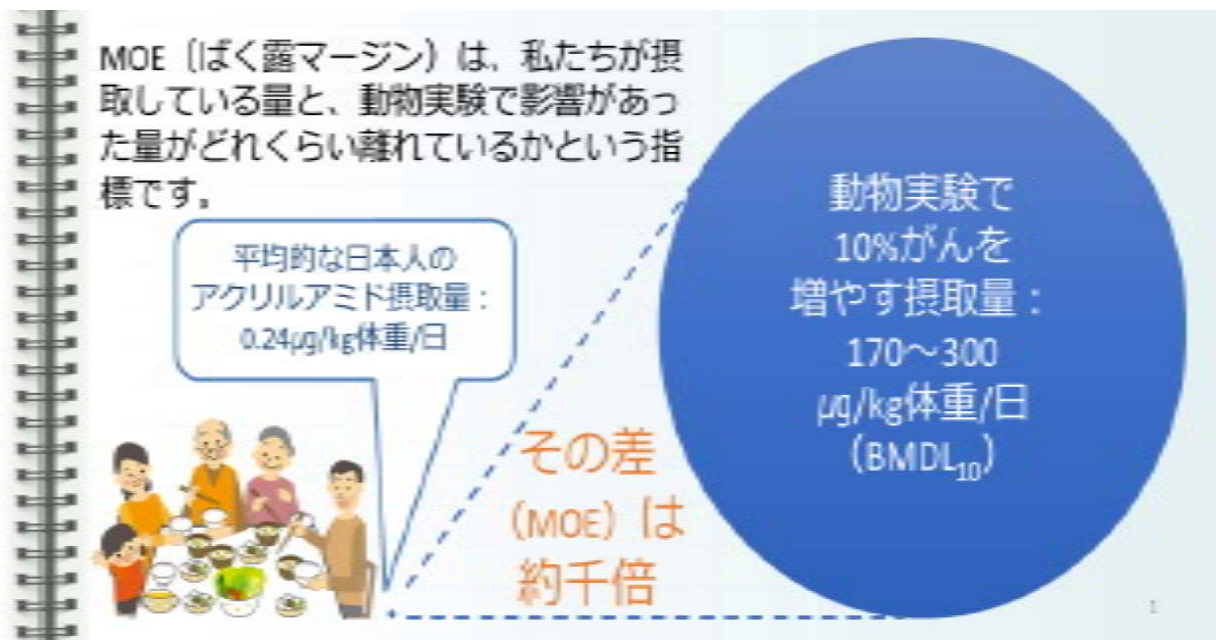 MOE（ばく露マージン）は、私たちが摂
取している量と、動物実験で影響があっ
た量がどれくらい離れているかという指
標です。
平均的な日本人の
アクリルアミド摂取量：
0.24μg/kg体重/日
動物実験で
10%がんを
増やす摂取量：
170～300
μg/kg体重/日
（BMDL₁₀）
その差
（MOE）は
約千倍
1